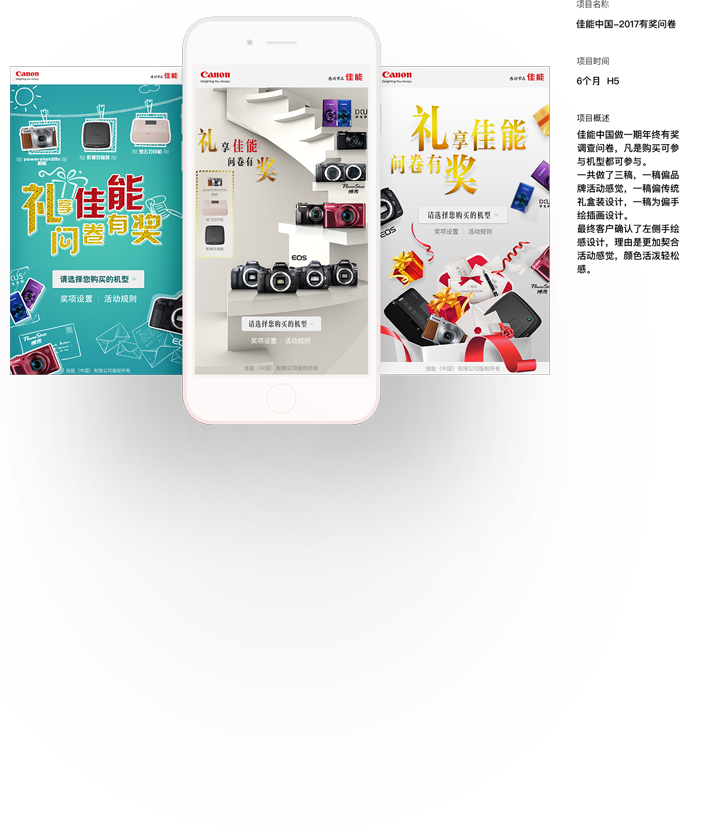 项目名称
佳能中国–2017有奖问卷
项目时间
6个月 H5
项目概述
佳能中国做一期年终有奖
调查问卷，凡是购买可参
与机型都可参与。
一共做了三稿，一稿偏品
牌活动感觉，一稿偏传统
礼盒装设计，一稿为偏手
绘插画设计。
最终客户确认了左侧手绘
感设计，理由是更加契合
活动感觉，颜色活泼轻松
感。
Canon
Delighting You Always
感动常在 佳能
礼享佳能
问卷有奖
请选择您购买的机型
奖项设置 | 活动规则
PowerShot
博秀
佳能（中国）有限公司版权所有
Canon
Delighting You Always
感动常在 佳能
礼享佳能
问卷有奖
IXUS
PowerShot
博秀
EOS
请选择您购买的机型
奖项设置 | 活动规则
佳能（中国）有限公司版权所有
Canon
Delighting You Always
感动常在 佳能
礼享佳能
问卷有奖
请选择您购买的机型
奖项设置 | 活动规则
EOS
PowerShot
博秀
佳能（中国）有限公司版权所有